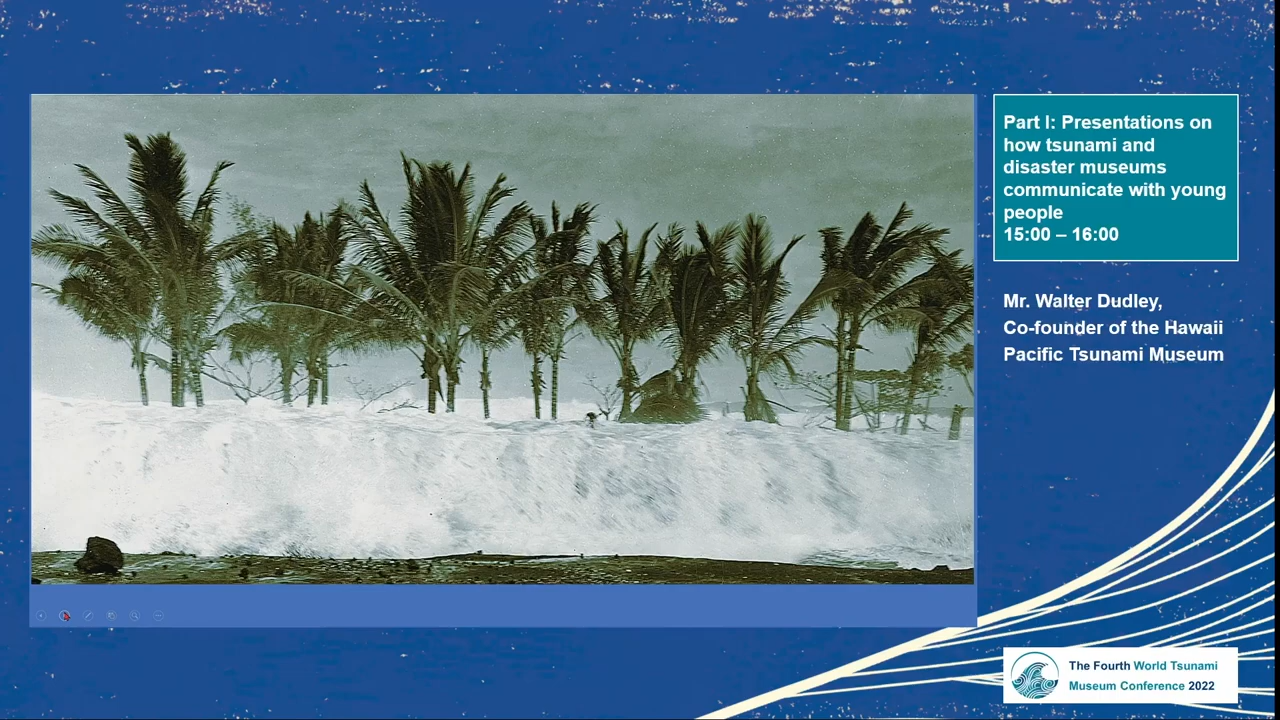 Part I: Presentations on
how tsunami and
disaster museums
communicate with young
people
15:00 – 16:00
Mr. Walter Dudley,
Co-founder of the Hawaii
Pacific Tsunami Museum
The Fourth World Tsunami
Museum Conference 2022